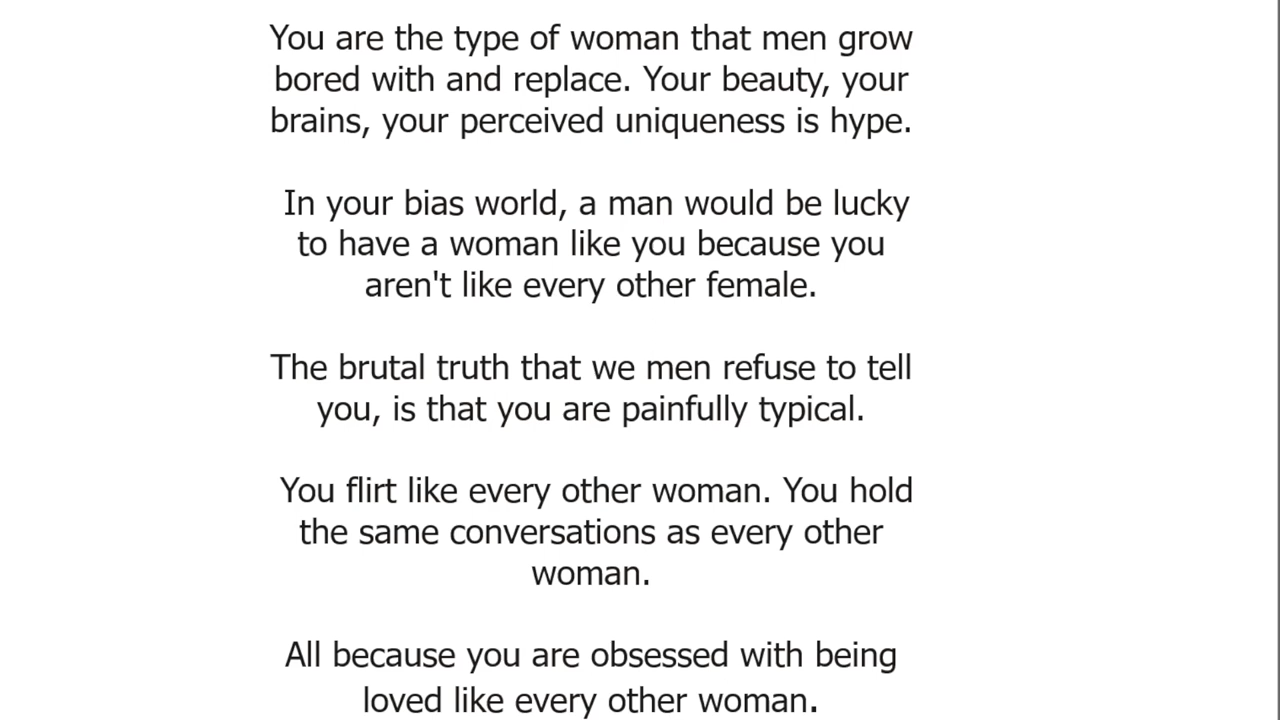 You are the type of woman that men grow
bored with and replace. Your beauty, your
brains, your perceived uniqueness is hype.
In your bias world, a man would be lucky
to have a woman like you because you
aren't like every other female.
The brutal truth that we men refuse to tell
you, is that you are painfully typical.
You flirt like every other woman. You hold
the same conversations as every other
woman.
All because you are obsessed with being
loved like every other woman.